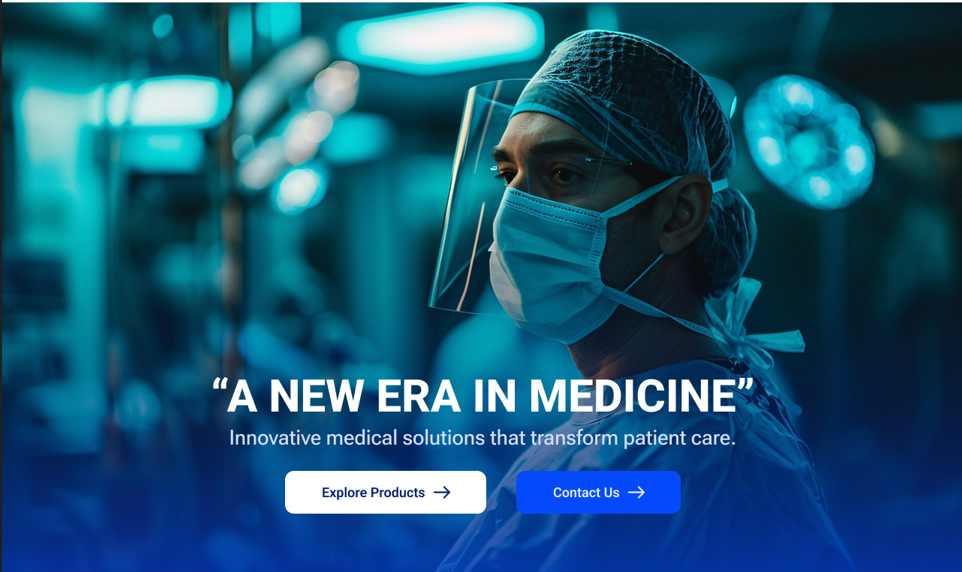 “A NEW ERA IN MEDICINE”
Innovative medical solutions that transform patient care.
Explore Products →
Contact Us →